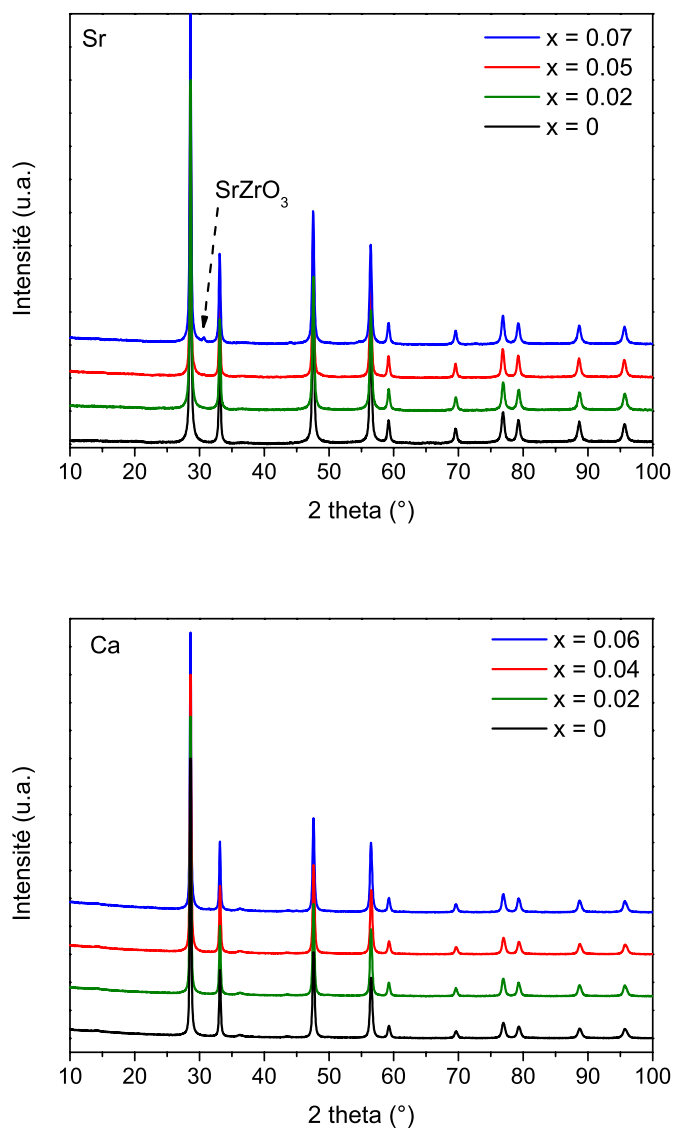 Sr
x = 0.07
x = 0.05
x = 0.02
x = 0
SrZrO₃
Intensité (u.a.)
10 20 30 40 50 60 70 80 90 100
2 theta (°)
Ca
x = 0.06
x = 0.04
x = 0.02
x = 0
Intensité (u.a.)
10 20 30 40 50 60 70 80 90 100
2 theta (°)